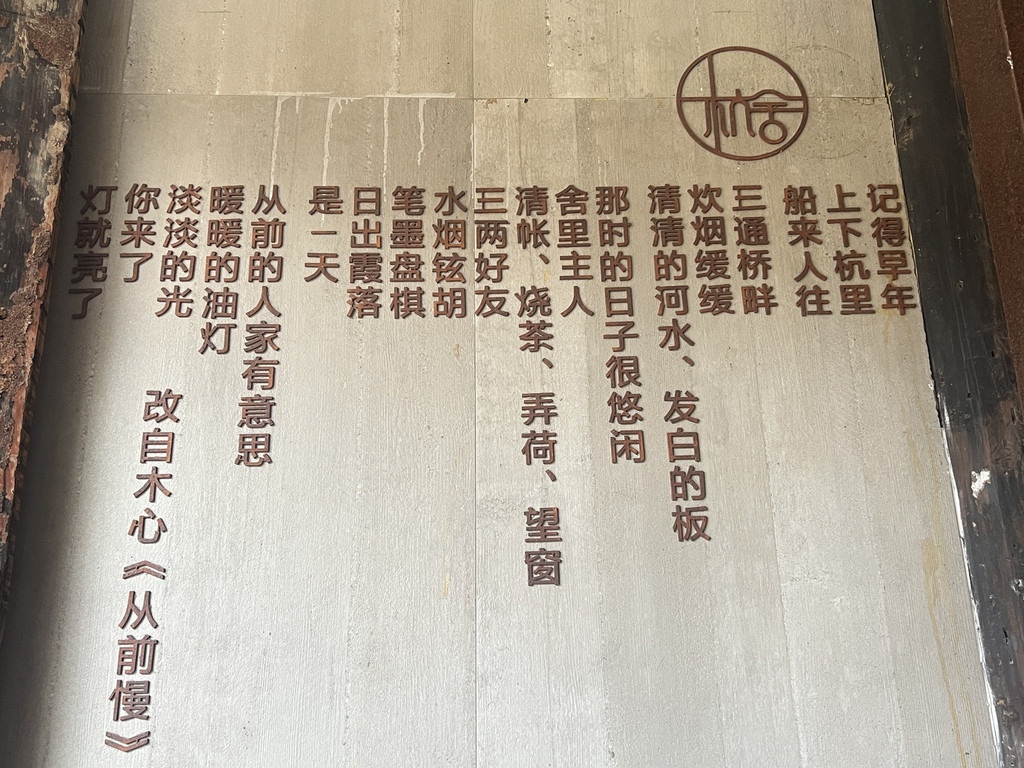 杭舍
记得早年
上下杭里
船来人往
三通桥畔
炊烟缓缓
清清的河水、发白的板
那时的日子很悠闲
舍里主人
清帐、烧茶、弄荷、望窗
三两好友
水烟铉胡
笔墨盘棋
日出霞落
是一天
从前的人家有意思
暖暖的油灯
淡淡的光
你来了
灯就亮了
改自木心《从前慢》